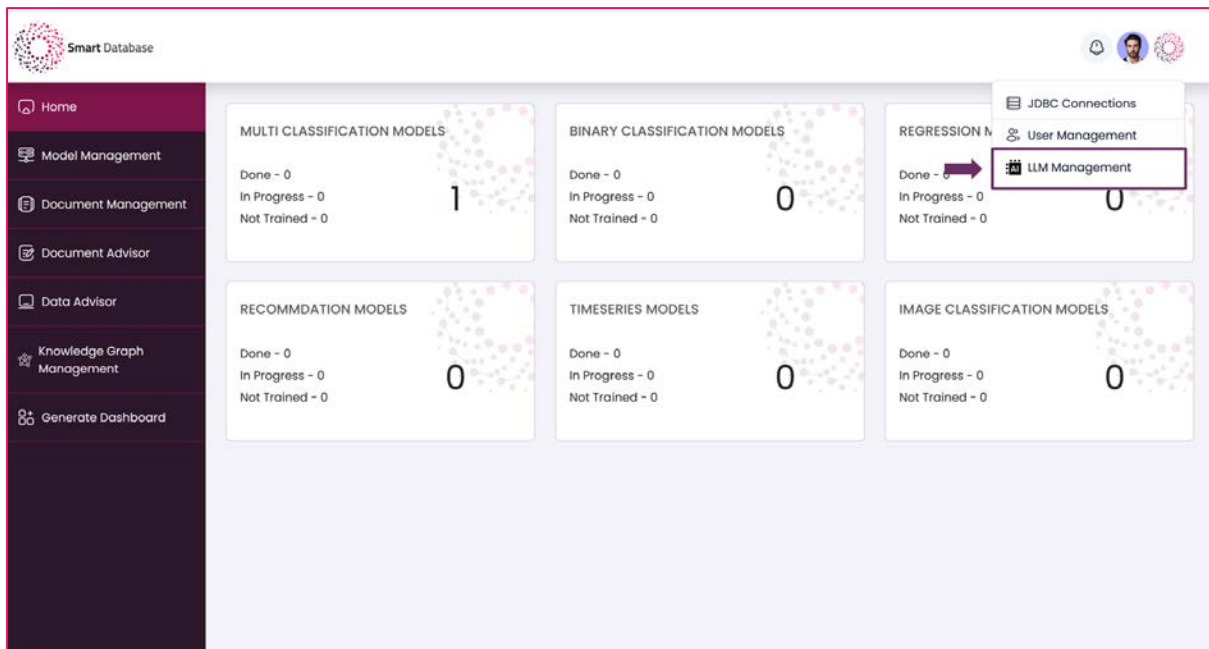 Smart Database
JDBC Connections
User Management
LLM Management
Home
Model Management
Document Management
Document Advisor
Data Advisor
Knowledge Graph
Management
Generate Dashboard
MULTI CLASSIFICATION MODELS
Done - 0
In Progress - 0
Not Trained - 0
1
BINARY CLASSIFICATION MODELS
Done - 0
In Progress - 0
Not Trained - 0
0
REGRESSION M
Done - 0
In Progress - 0
Not Trained - 0
0
RECOMMDATION MODELS
Done - 0
In Progress - 0
Not Trained - 0
0
TIMESERIES MODELS
Done - 0
In Progress - 0
Not Trained - 0
0
IMAGE CLASSIFICATION MODELS
Done - 0
In Progress - 0
Not Trained - 0
0